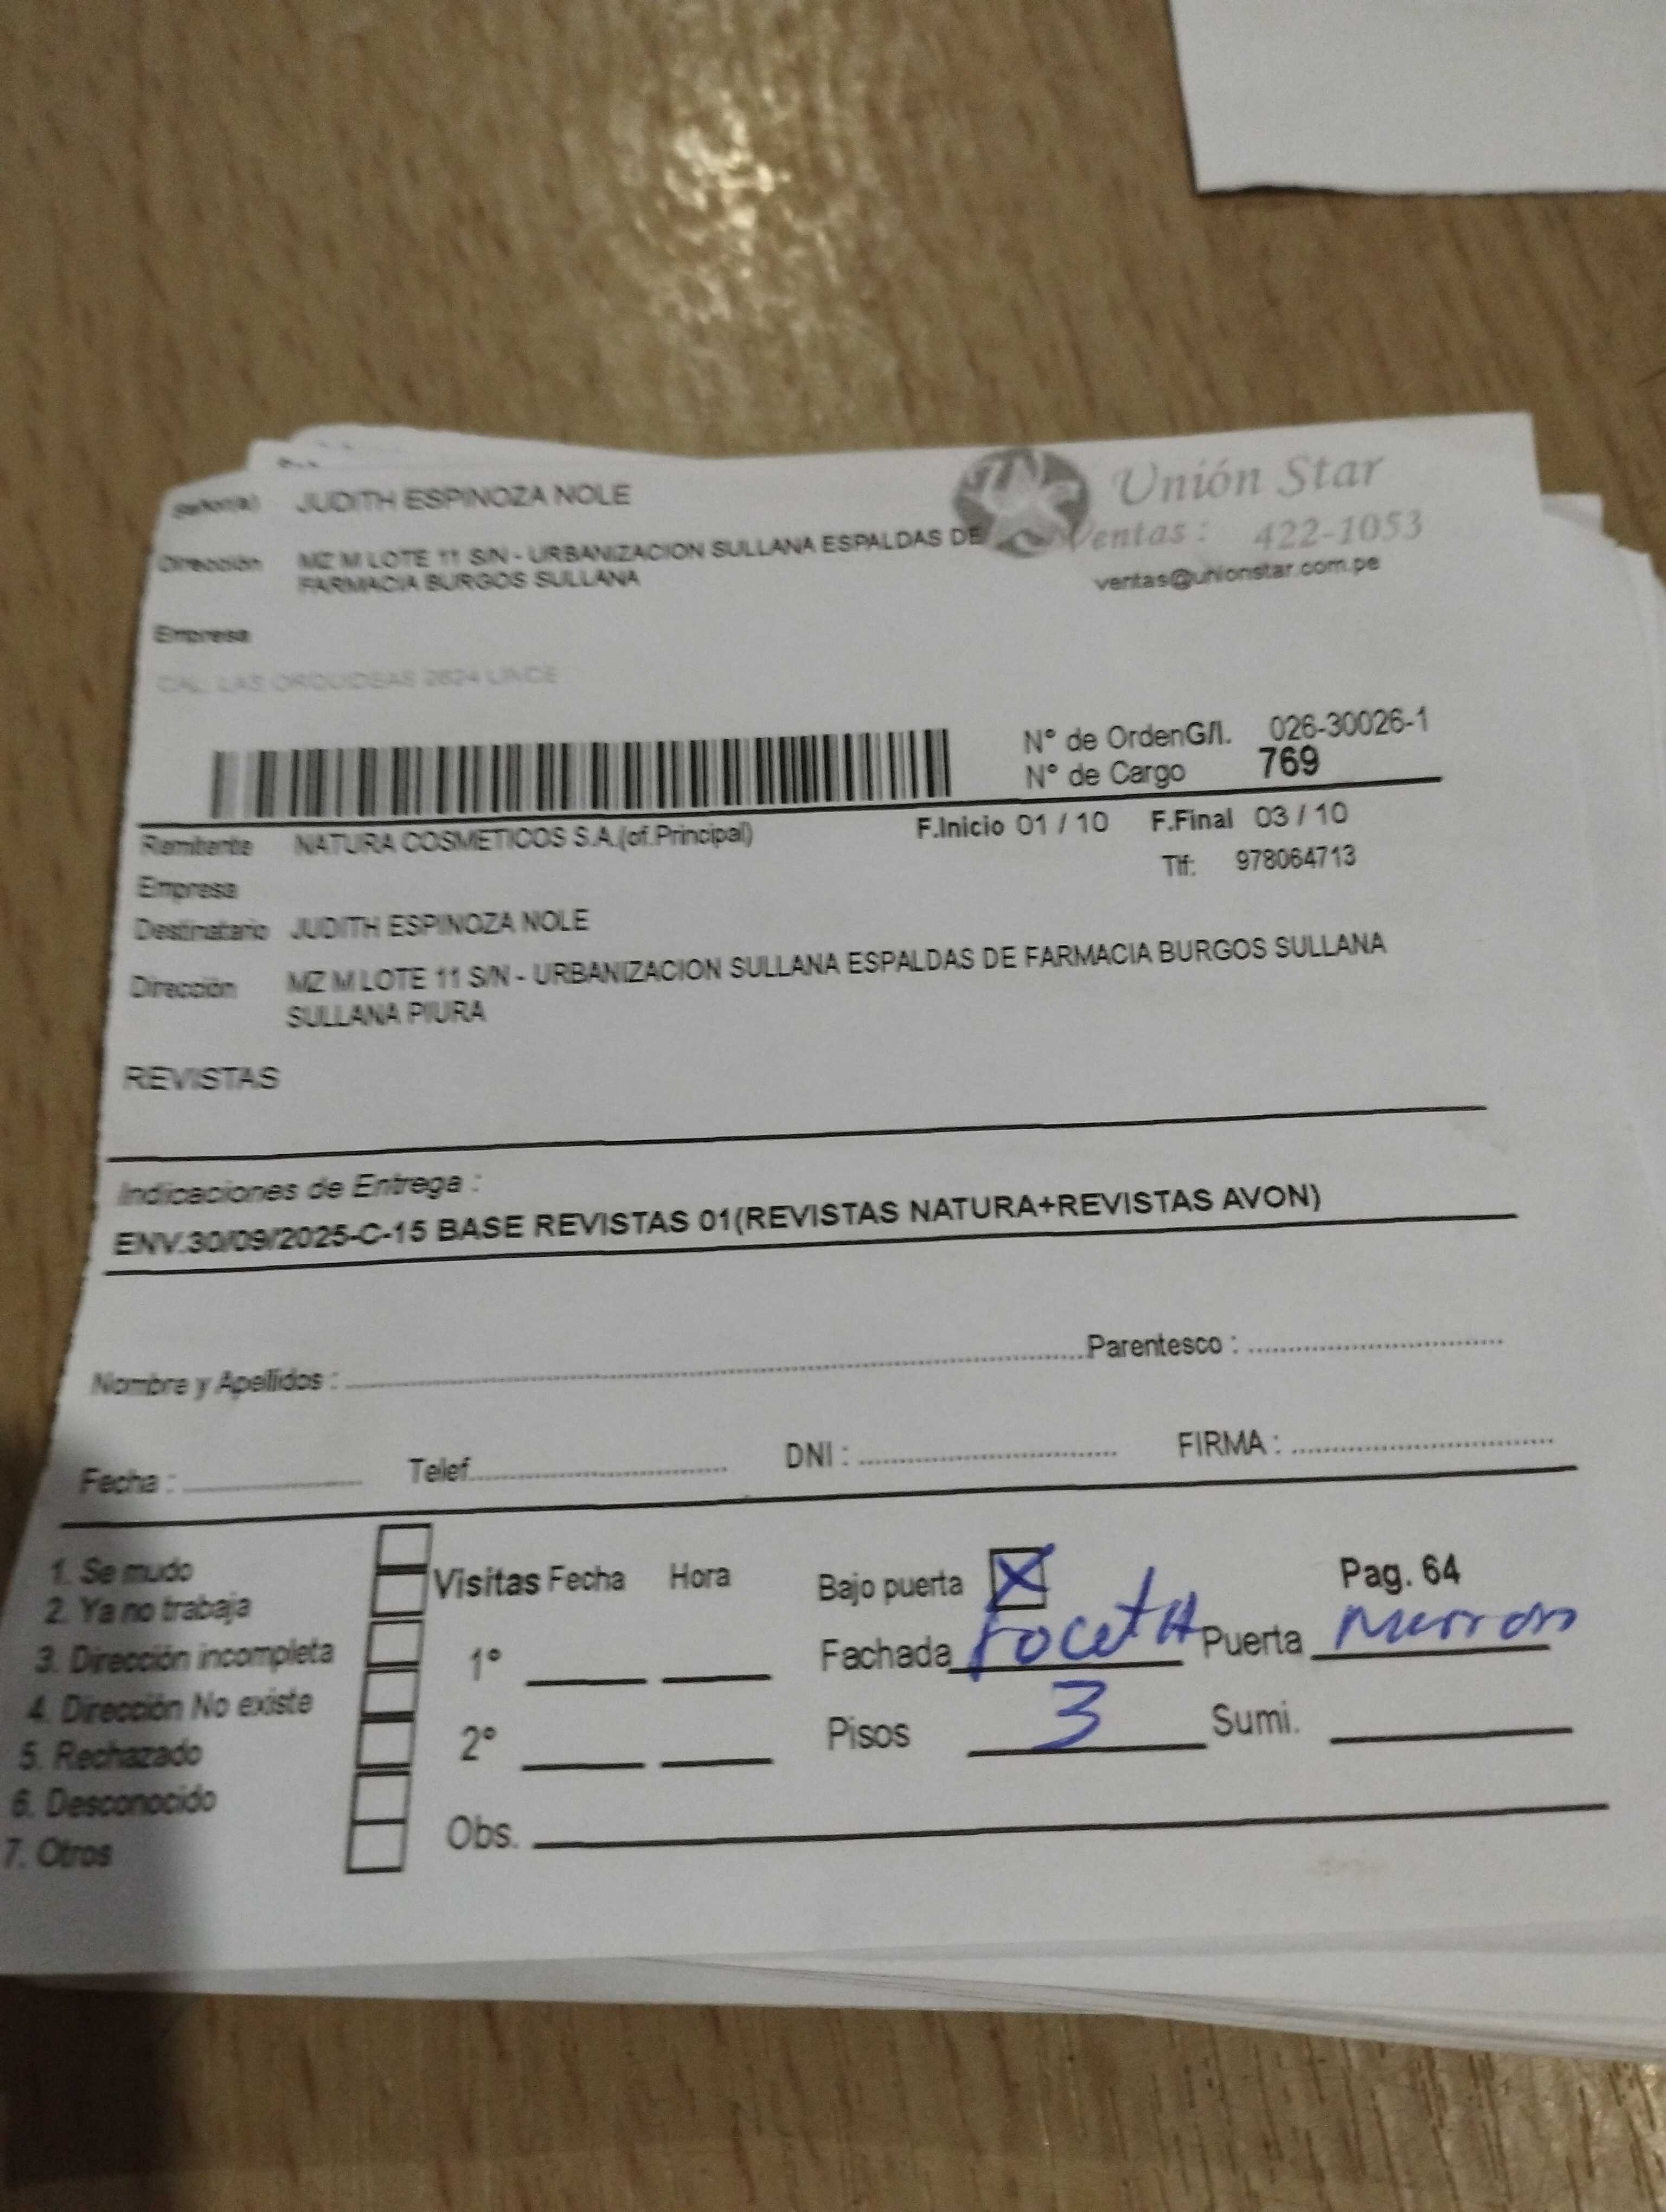 Señor(a) JUDITH ESPINOZA NOLE
Unión Star
Dirección MZ M LOTE 11 S/N - URBANIZACION SULLANA ESPALDAS DE
FARMACIA BURGOS SULLANA
Ventas: 422-1053
ventas@unionstar.com.pe
Empresa
CAL. LAS ORQUIDEAS 2624 LINCE
N° de OrdenG/I. 026-30026-1
N° de Cargo 769
Remitente NATURA COSMETICOS S.A.(of.Principal) F.Inicio 01 / 10 F.Final 03 / 10
Empresa Tlf: 978064713
Destinatario JUDITH ESPINOZA NOLE
Dirección MZ M LOTE 11 S/N - URBANIZACION SULLANA ESPALDAS DE FARMACIA BURGOS SULLANA
SULLANA PIURA
REVISTAS
Indicaciones de Entrega :
ENV.30/09/2025-C-15 BASE REVISTAS 01(REVISTAS NATURA+REVISTAS AVON)
Nombre y Apellidos : Parentesco :
Fecha : Telef. DNI : FIRMA :
1. Se mudo
2. Ya no trabaja
3. Dirección incompleta
4. Dirección No existe
5. Rechazado
6. Desconocido
7. Otros
Visitas Fecha Hora
1°
2°
Obs.
Bajo puerta X Pag. 64
Fachada Puerta
Pisos 3 Sumi.